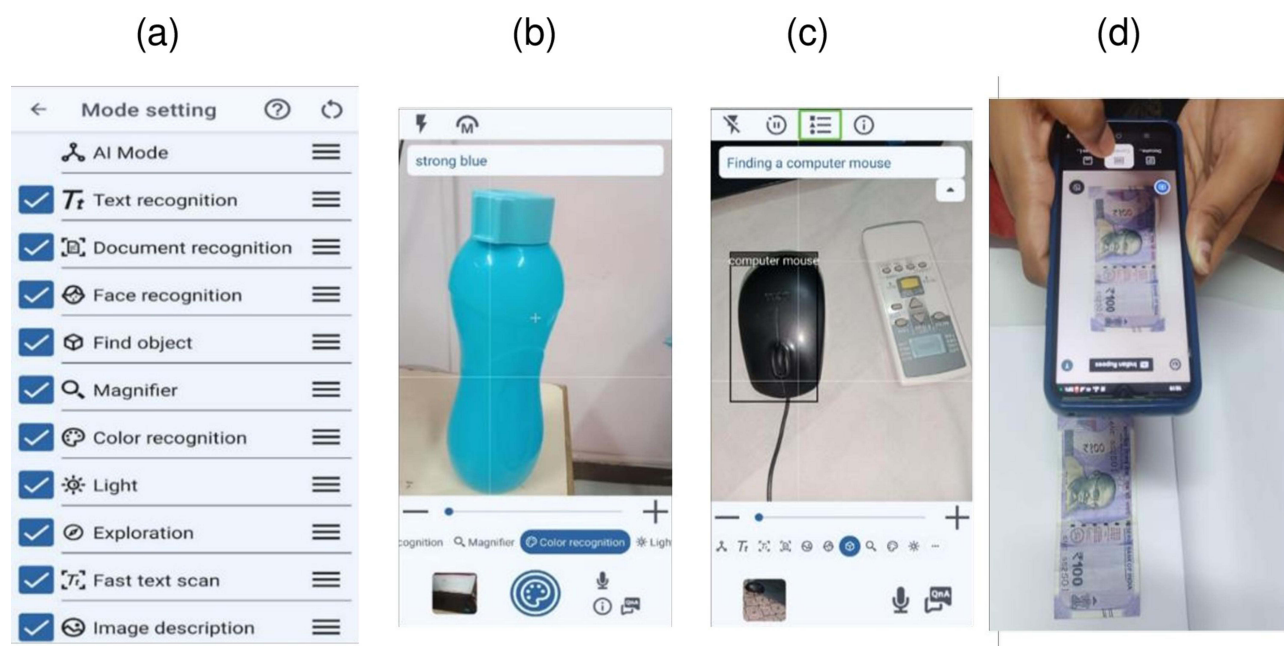 (a)
(b)
(c)
(d)
Mode setting
AI Mode
Text recognition
Document recognition
Face recognition
Find object
Magnifier
Color recognition
Light
Exploration
Fast text scan
Image description
M
strong blue
cognition Magnifier Color recognition Ligh
QnA
Finding a computer mouse
computer mouse
QnA
Indian Rupees
₹100
₹100